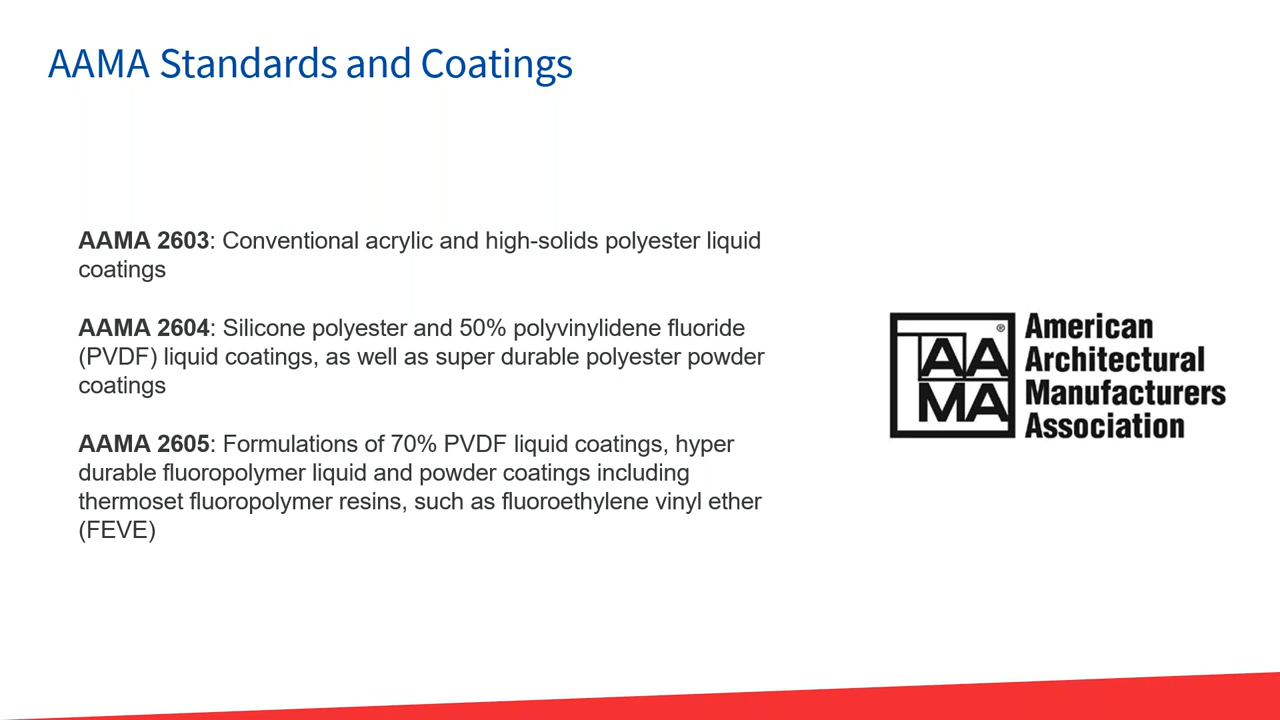 AAMA Standards and Coatings
AAMA 2603: Conventional acrylic and high-solids polyester liquid
coatings
AAMA 2604: Silicone polyester and 50% polyvinylidene fluoride
(PVDF) liquid coatings, as well as super durable polyester powder
coatings
AAMA 2605: Formulations of 70% PVDF liquid coatings, hyper
durable fluoropolymer liquid and powder coatings including
thermoset fluoropolymer resins, such as fluoroethylene vinyl ether
(FEVE)
AA
MA
®
American
Architectural
Manufacturers
Association